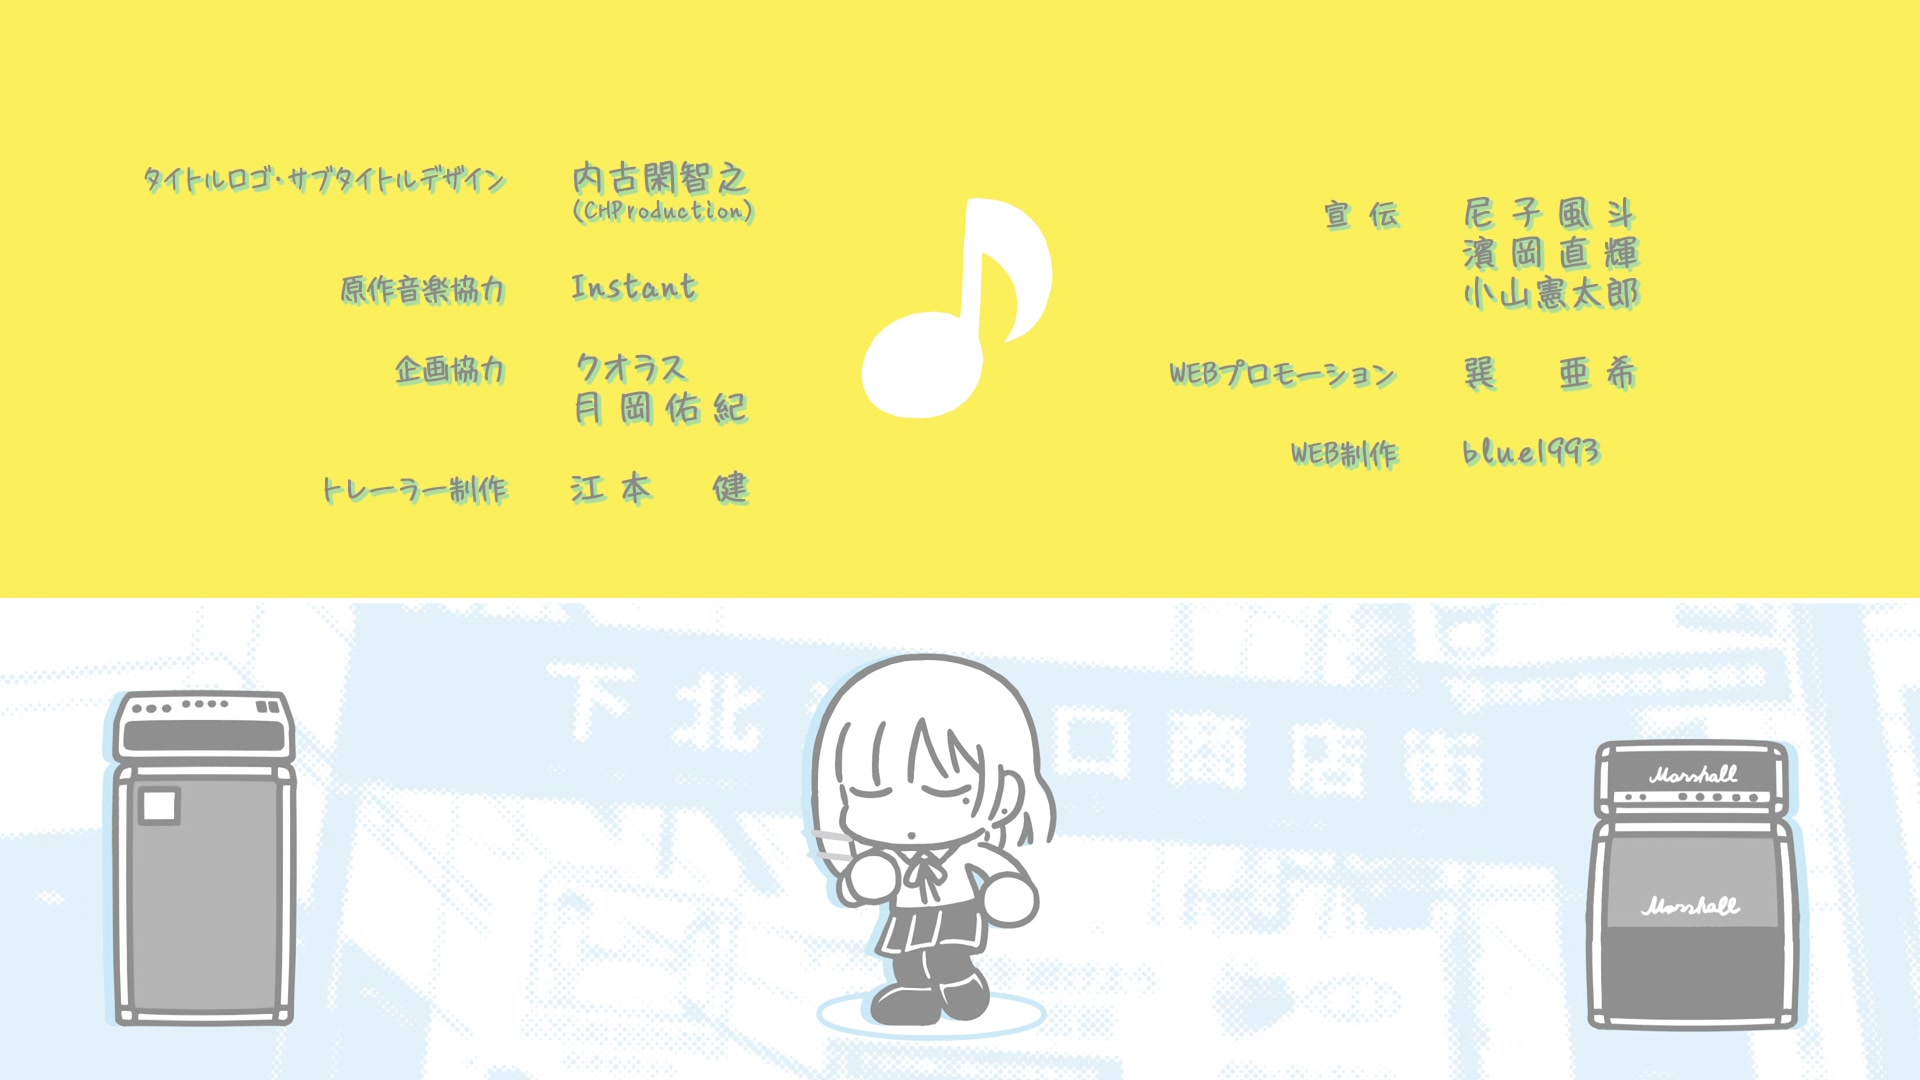 タイトルロゴ・サブタイトルデザイン 内古閑智之
(CHProduction)
原作音楽協力 Instant
企画協力 クオラス
月岡佑紀
トレーラー制作 江本 健
宣伝 尼子風斗
濱岡直輝
小山憲太郎
WEBプロモーション 巽 亜希
WEB制作 blue1993
下北 口商店街
Marshall
Marshall